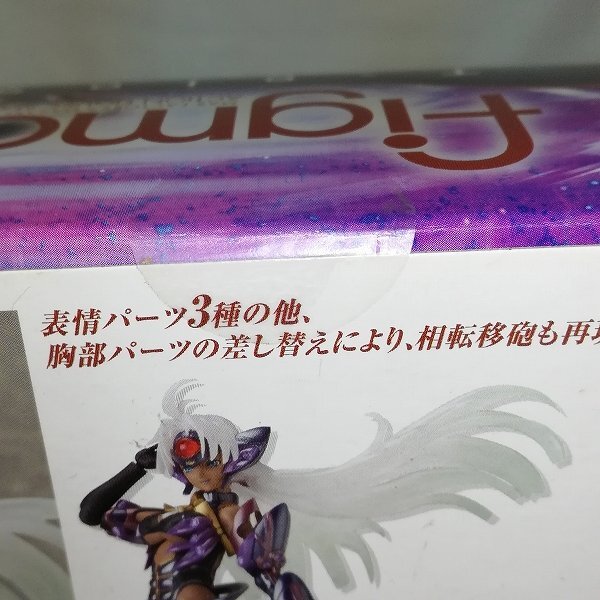 figma
表情パーツ3種の他、
胸部パーツの差し替えにより、相転移砲も再現